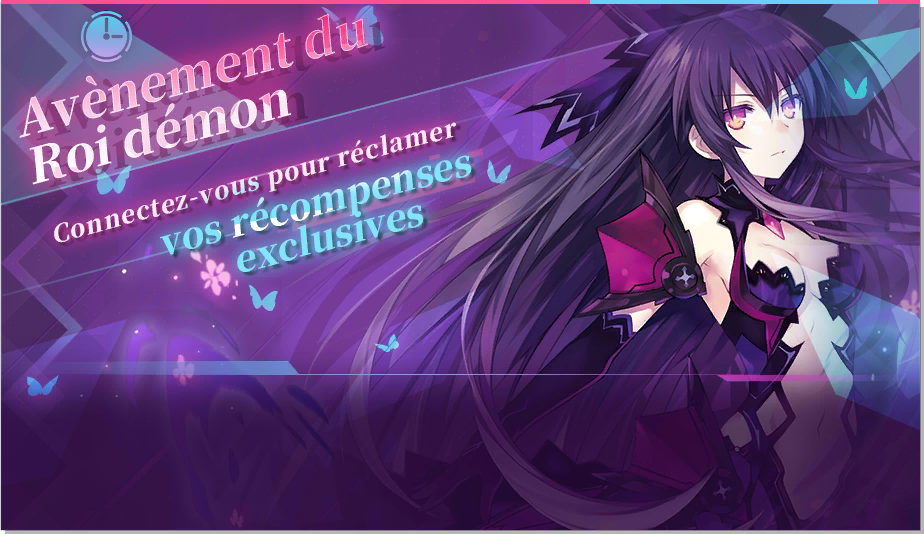 Avènement du
Roi démon
Connectez-vous pour réclamer
vos récompenses
exclusives